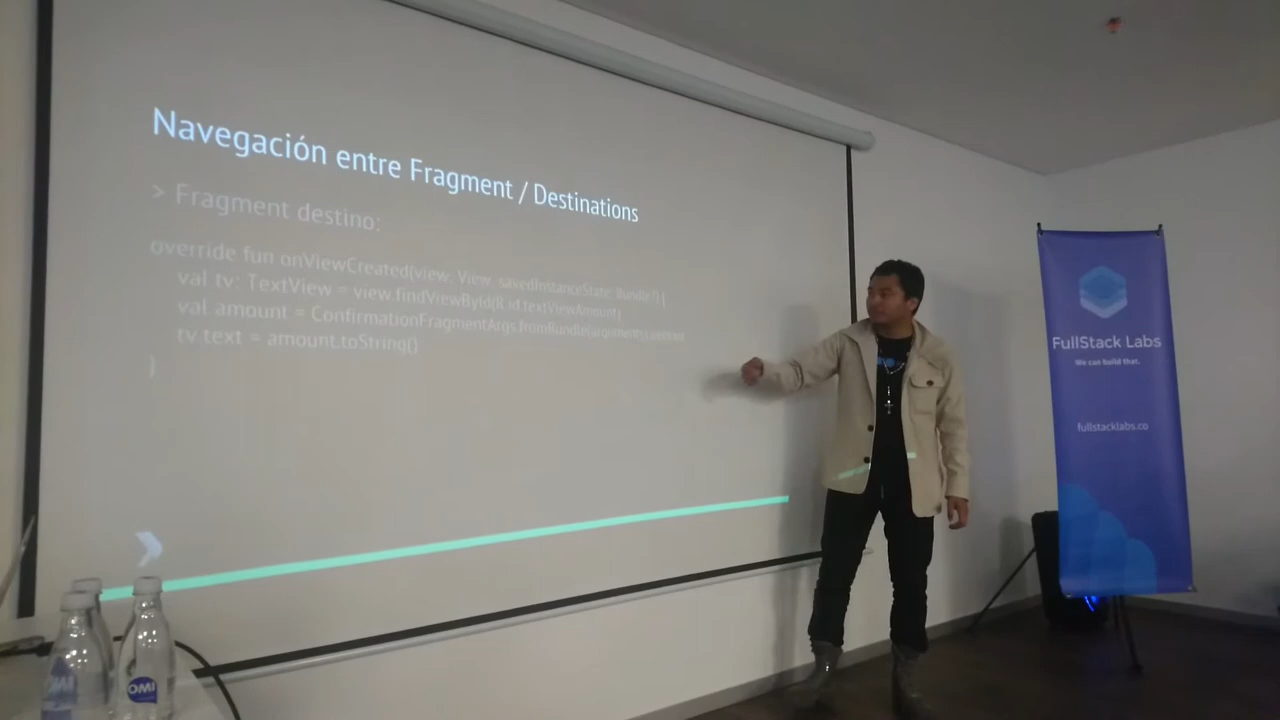 Navegación entre Fragment / Destinations
> Fragment destino:
override fun onViewCreated(view: View, savedInstanceState: Bundle?) {
val tv: TextView = view.findViewById(R.id.textViewAmount)
val amount = ConfirmationFragmentArgs.fromBundle(arguments).amount
tv.text = amount.toString()
}
FullStack Labs
We can build that.
fullstacklabs.co
OMI